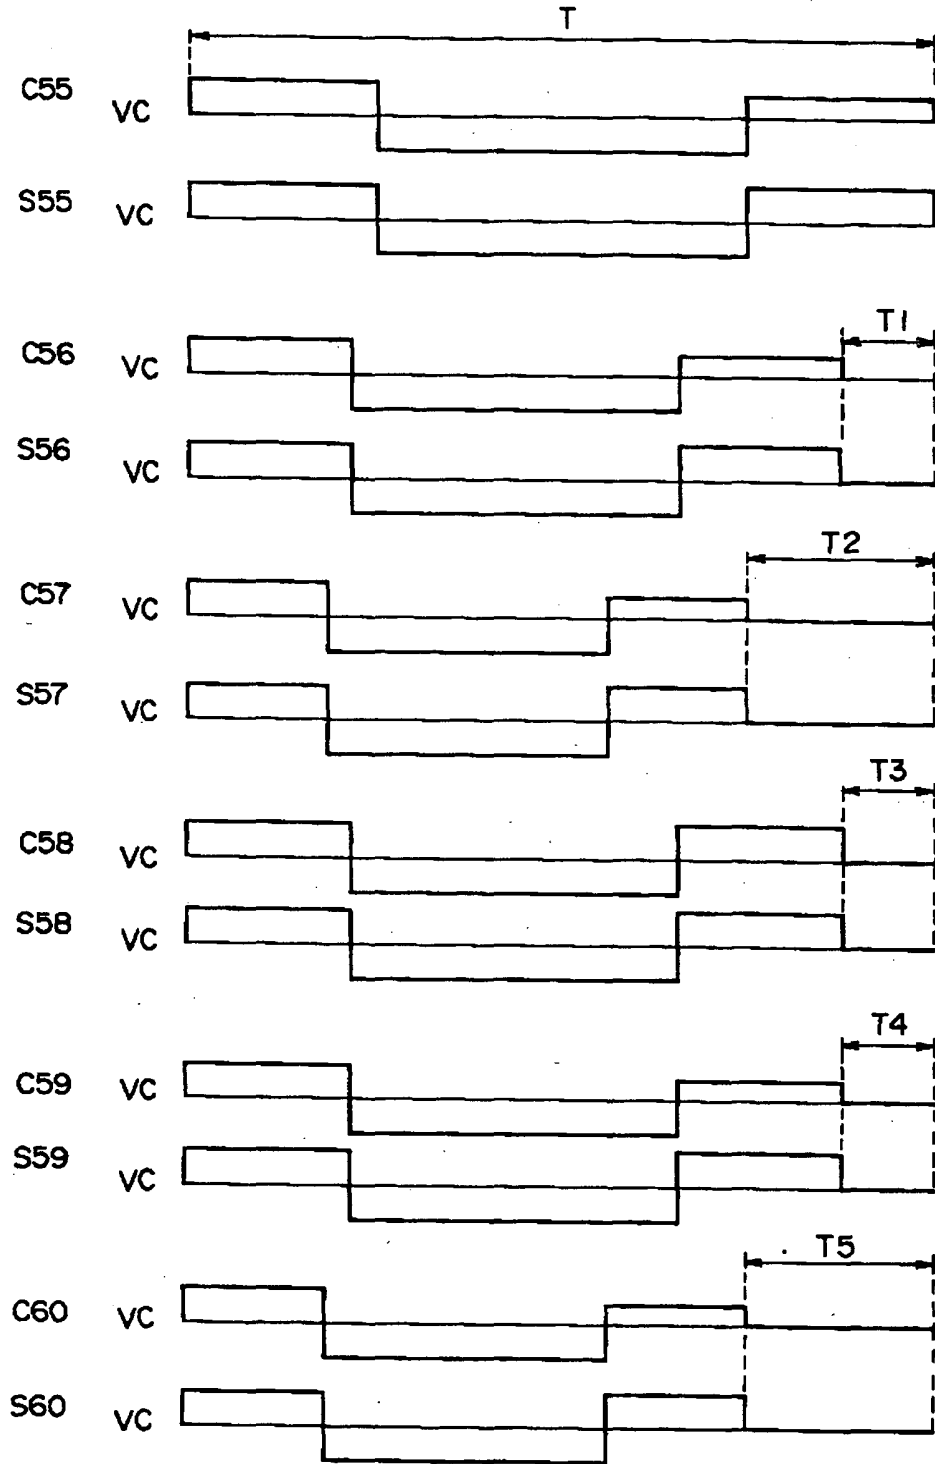 T
C55 VC
S55 VC
T1
C56 VC
S56 VC
T2
C57 VC
S57 VC
T3
C58 VC
S58 VC
T4
C59 VC
S59 VC
T5
C60 VC
S60 VC